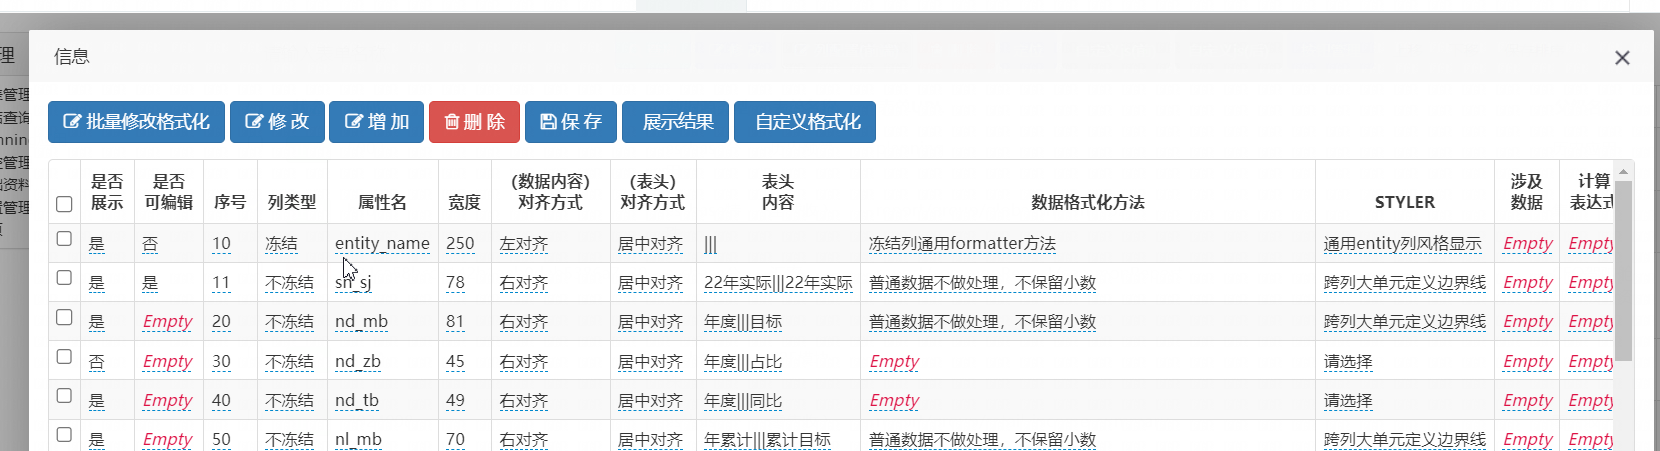 信息
理
批量修改格式化 修 改 增 加 删 除 保 存 展示结果 自定义格式化
是否展示 是否可编辑 序号 列类型 属性名 宽度 (数据内容)对齐方式 (表头)对齐方式 表头内容 数据格式化方法 STYLER 涉及数据 计算表达式
是 否 10 冻结 entity_name 250 左对齐 居中对齐 ||| 冻结列通用formatter方法 通用entity列风格显示 Empty Empty
是 是 11 不冻结 sn_sj 78 右对齐 居中对齐 22年实际|||22年实际 普通数据不做处理，不保留小数 跨列大单元定义边界线 Empty Empty
是 Empty 20 不冻结 nd_mb 81 右对齐 居中对齐 年度|||目标 普通数据不做处理，不保留小数 跨列大单元定义边界线 Empty Empty
否 Empty 30 不冻结 nd_zb 45 右对齐 居中对齐 年度|||占比 Empty 请选择 Empty Empty
是 Empty 40 不冻结 nd_tb 49 右对齐 居中对齐 年度|||同比 Empty 请选择 Empty Empty
是 Empty 50 不冻结 nl_mb 70 右对齐 居中对齐 年累计|||累计目标 普通数据不做处理，不保留小数 跨列大单元定义边界线 Empty Empty